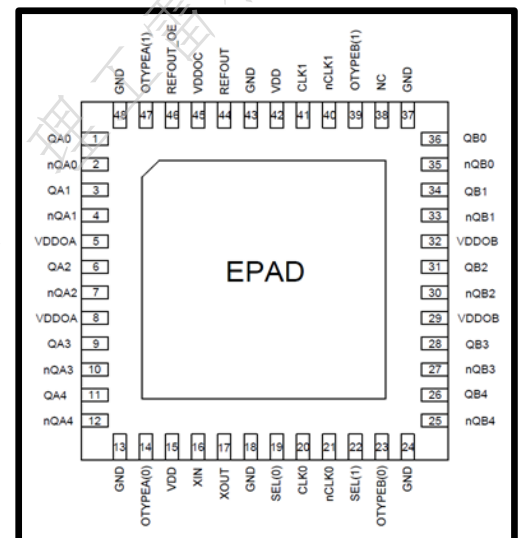 GND OTYPEA(1) REFOUT_OE VDDOC REFOUT GND VDD CLK1 nCLK1 OTYPEB(1) NC GND
48 47 46 45 44 43 42 41 40 39 38 37
QA0 1 36 QB0
nQA0 2 35 nQB0
QA1 3 34 QB1
nQA1 4 33 nQB1
VDDOA 5 32 VDDOB
QA2 6 31 QB2
EPAD
nQA2 7 30 nQB2
VDDOA 8 29 VDDOB
QA3 9 28 QB3
nQA3 10 27 nQB3
QA4 11 26 QB4
nQA4 12 25 nQB4
13 14 15 16 17 18 19 20 21 22 23 24
GND OTYPEA(0) VDD XIN XOUT GND SEL(0) CLK0 nCLK0 SEL(1) OTYPEB(0) GND
理工雷